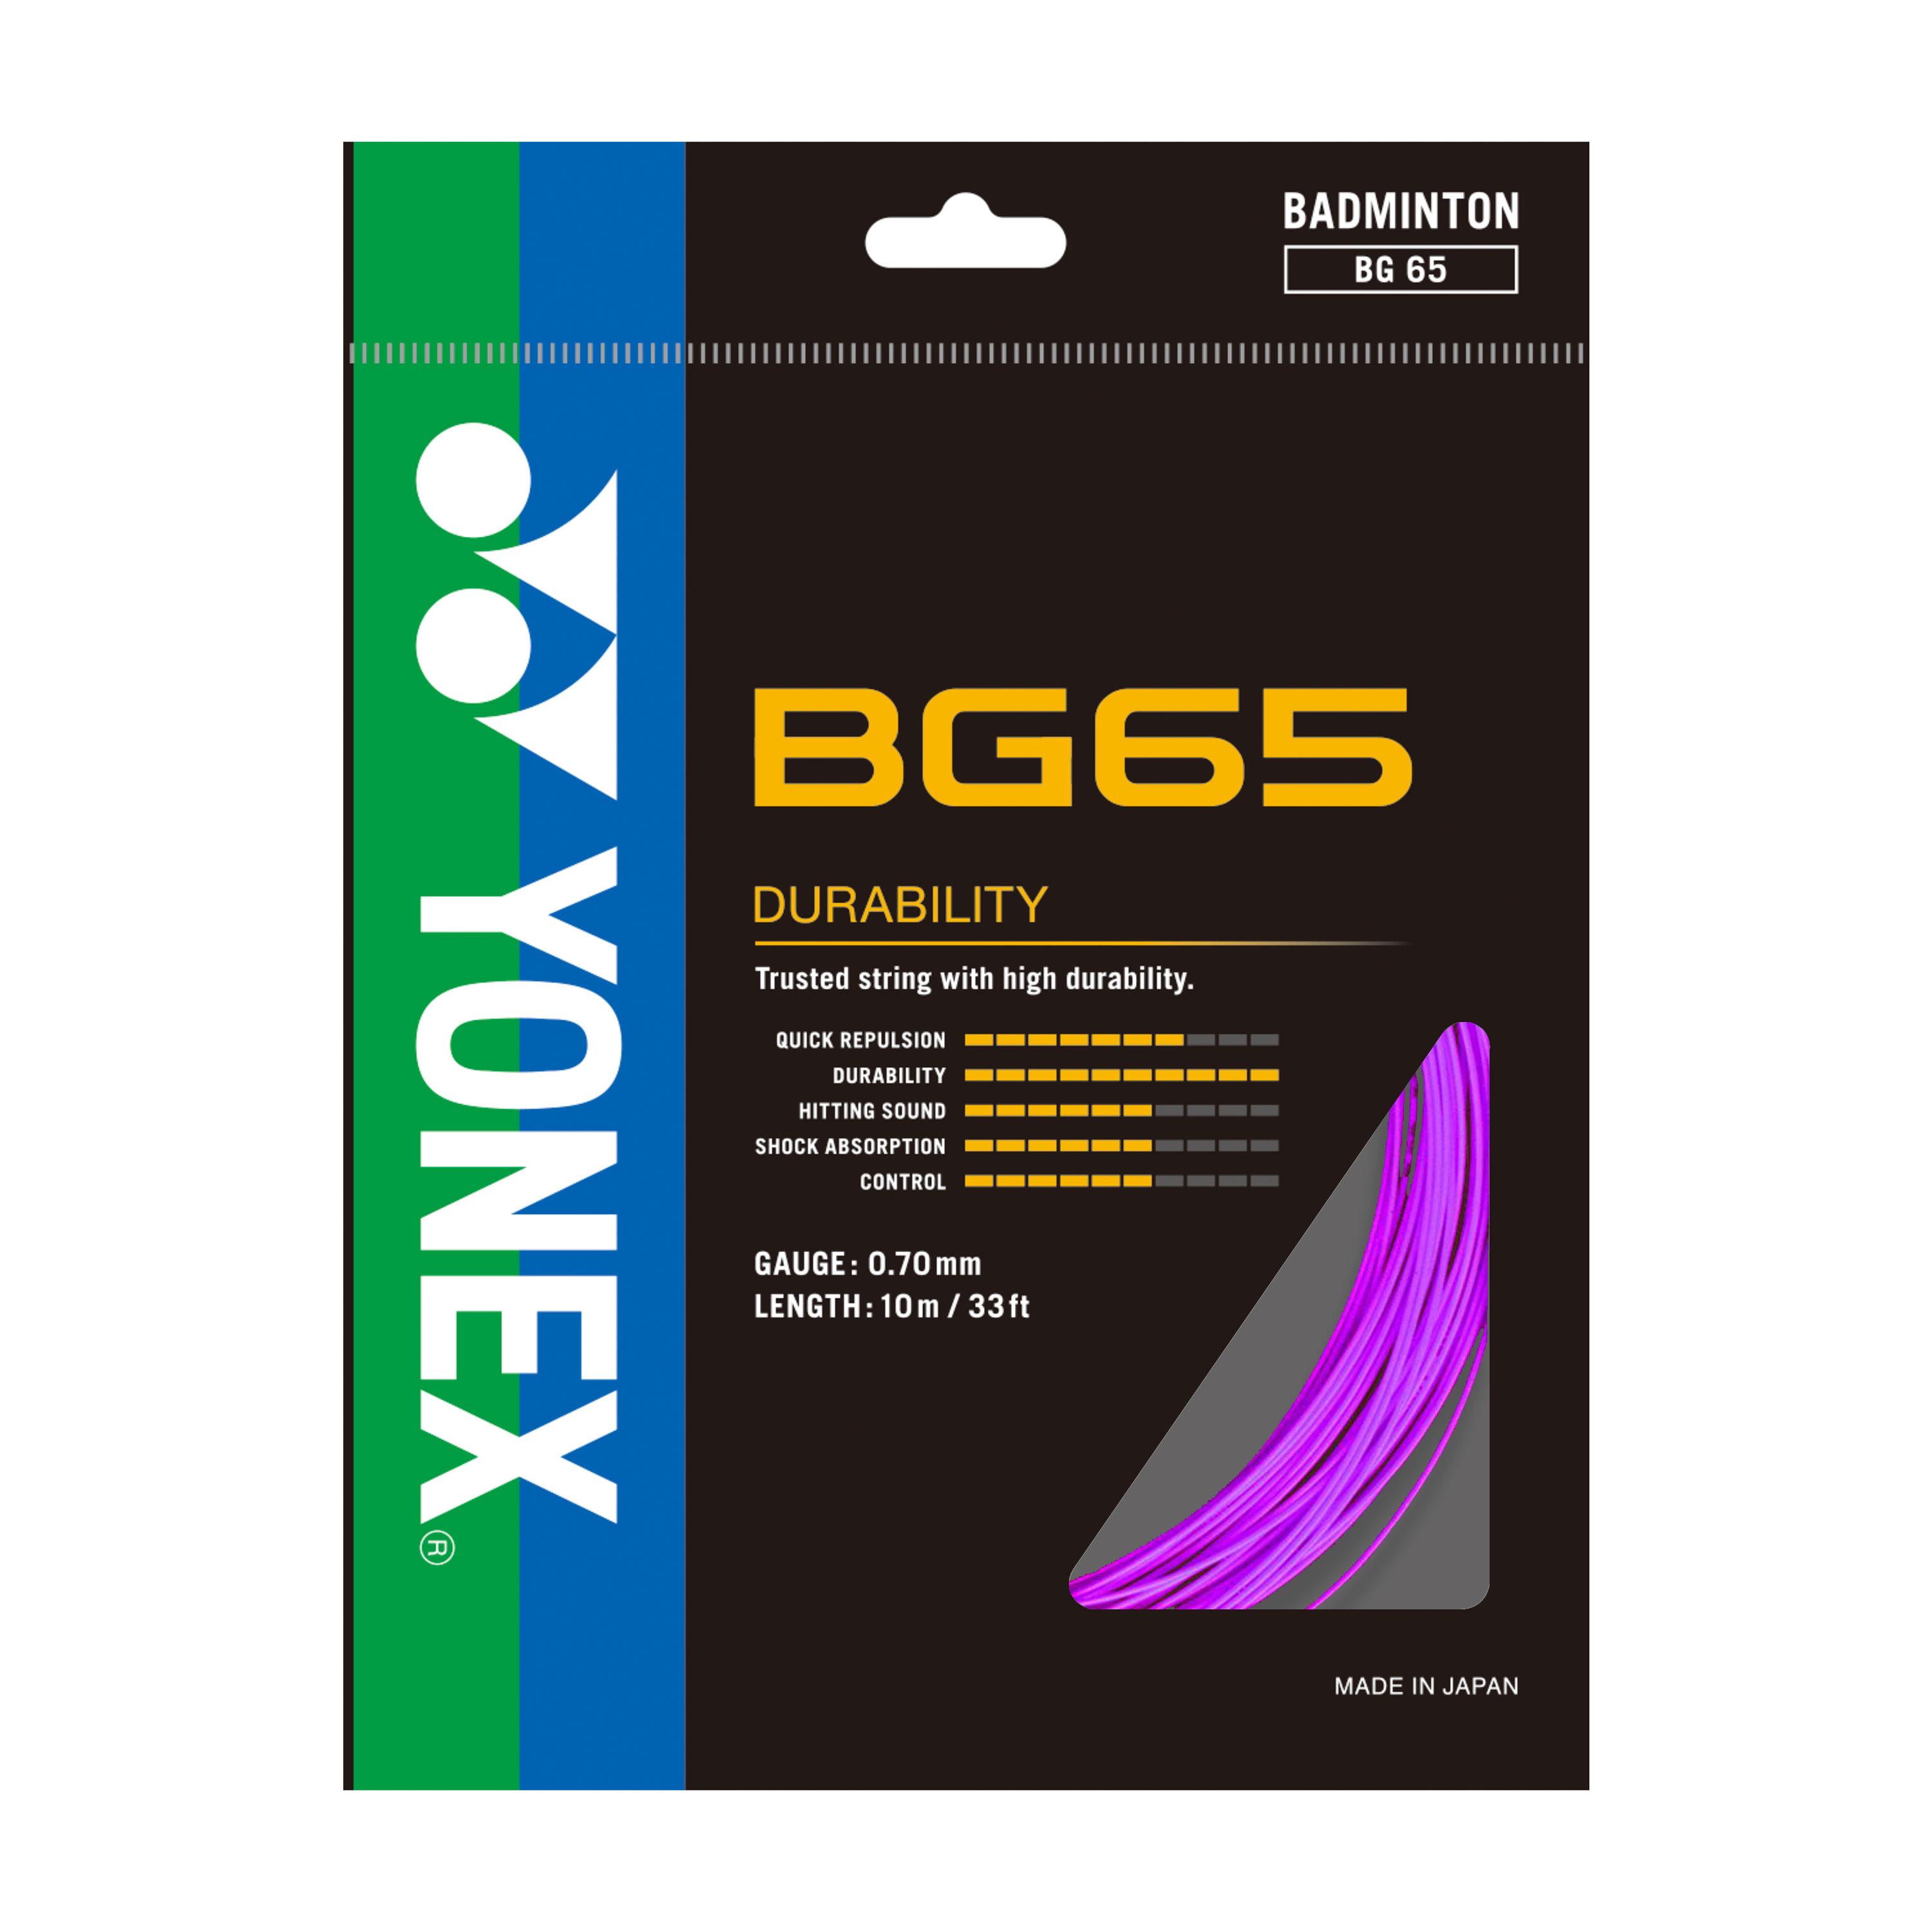 BADMINTON
BG 65
YONEX®
BG65
DURABILITY
Trusted string with high durability.
QUICK REPULSION
DURABILITY
HITTING SOUND
SHOCK ABSORPTION
CONTROL
GAUGE: 0.70mm
LENGTH: 10m / 33ft
MADE IN JAPAN